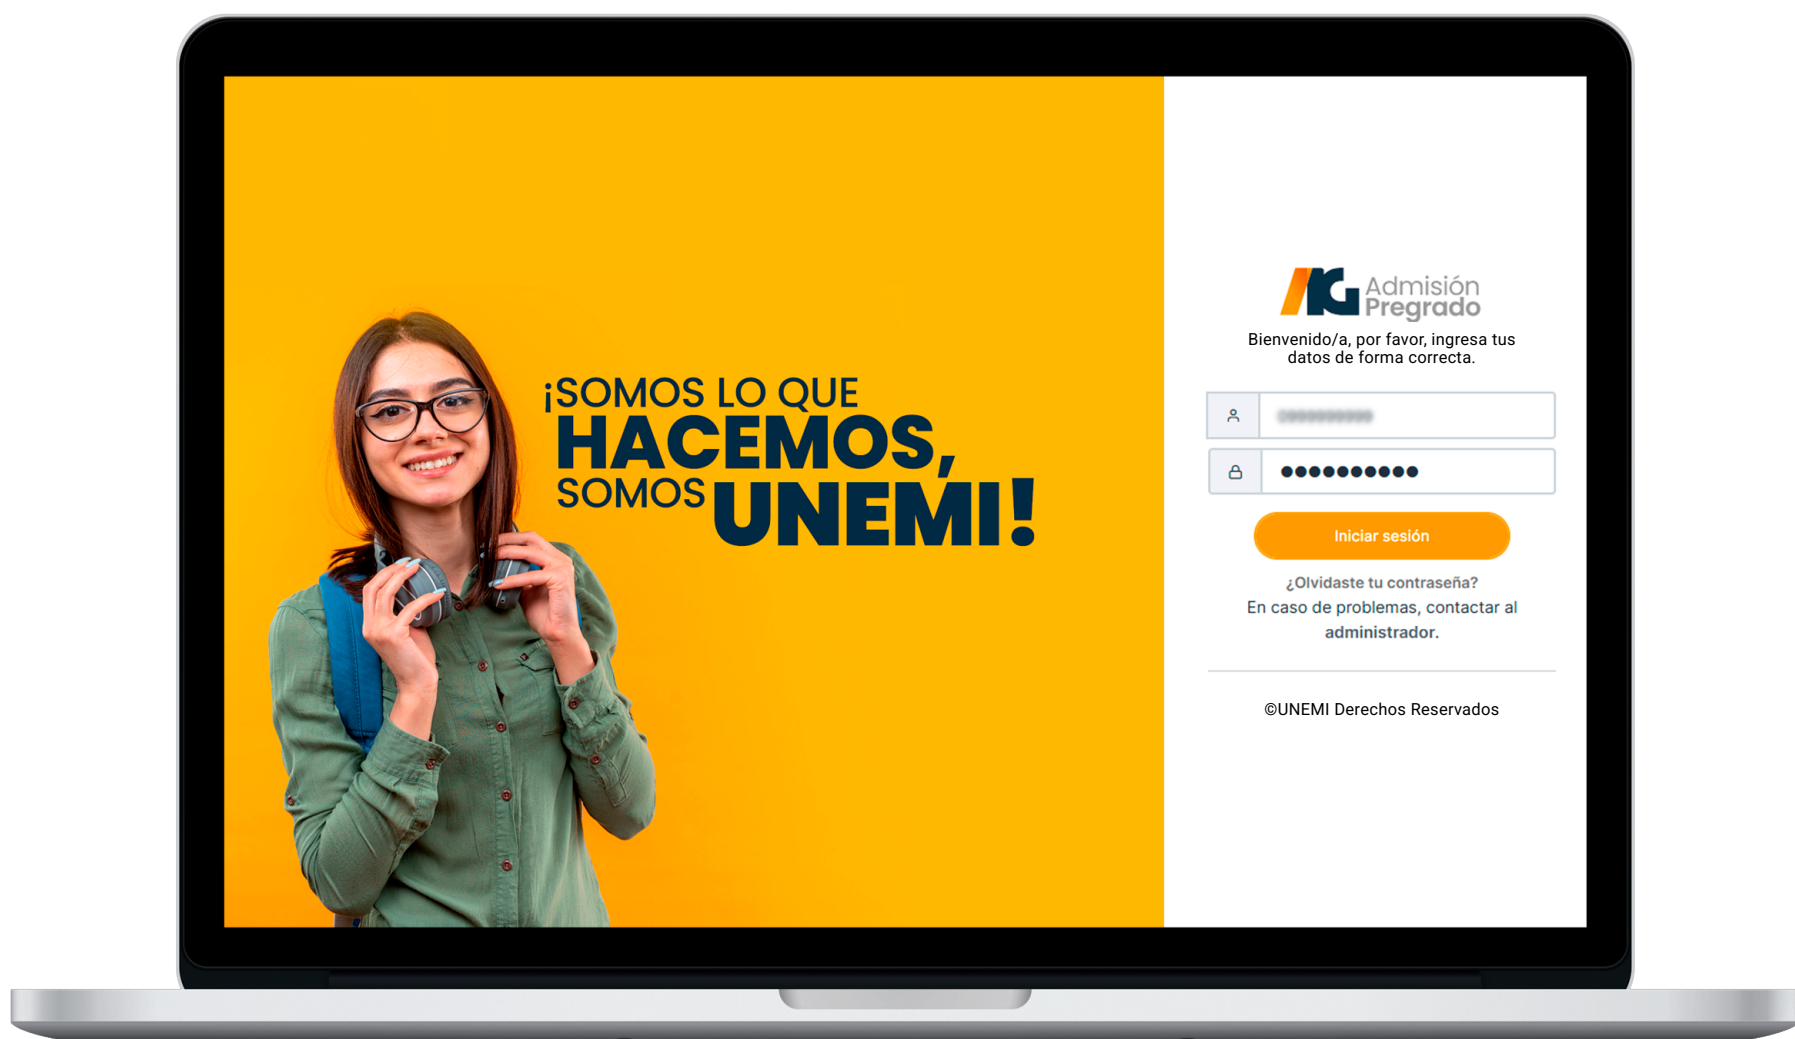 ¡SOMOS LO QUE
HACEMOS,
SOMOS UNEMI!
Admisión
Pregrado
Bienvenido/a, por favor, ingresa tus
datos de forma correcta.
Iniciar sesión
¿Olvidaste tu contraseña?
En caso de problemas, contactar al
administrador.
©UNEMI Derechos Reservados